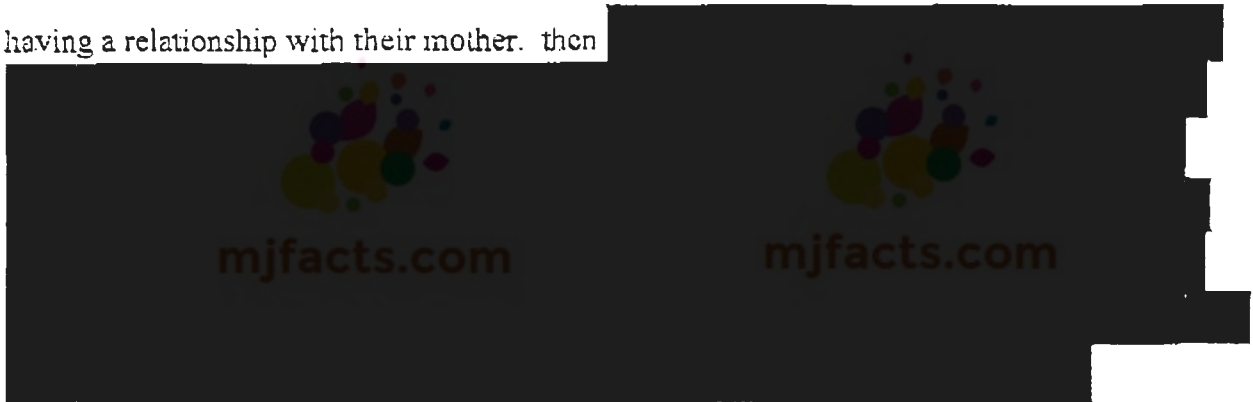 having a relationship with their mother. then
mjfacts.com mjfacts.com